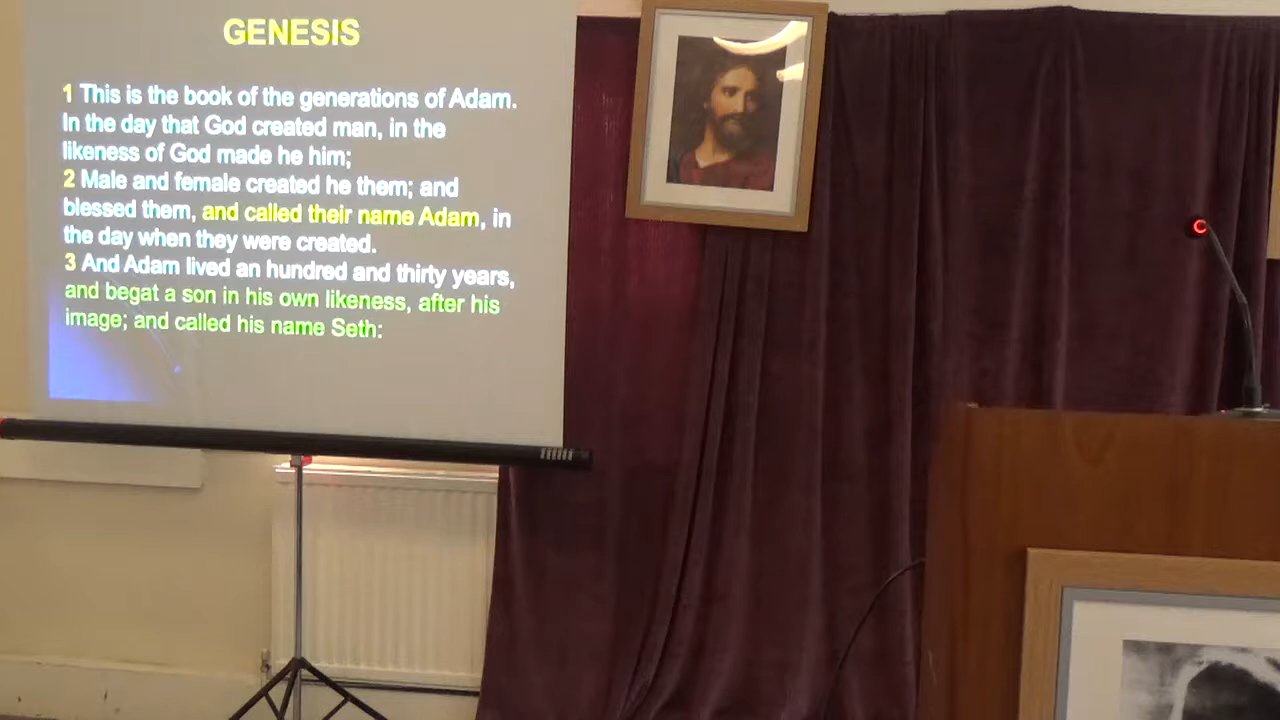 GENESIS
1 This is the book of the generations of Adam.
In the day that God created man, in the
likeness of God made he him;
2 Male and female created he them; and
blessed them, and called their name Adam, in
the day when they were created.
3 And Adam lived an hundred and thirty years,
and begat a son in his own likeness, after his
image; and called his name Seth: